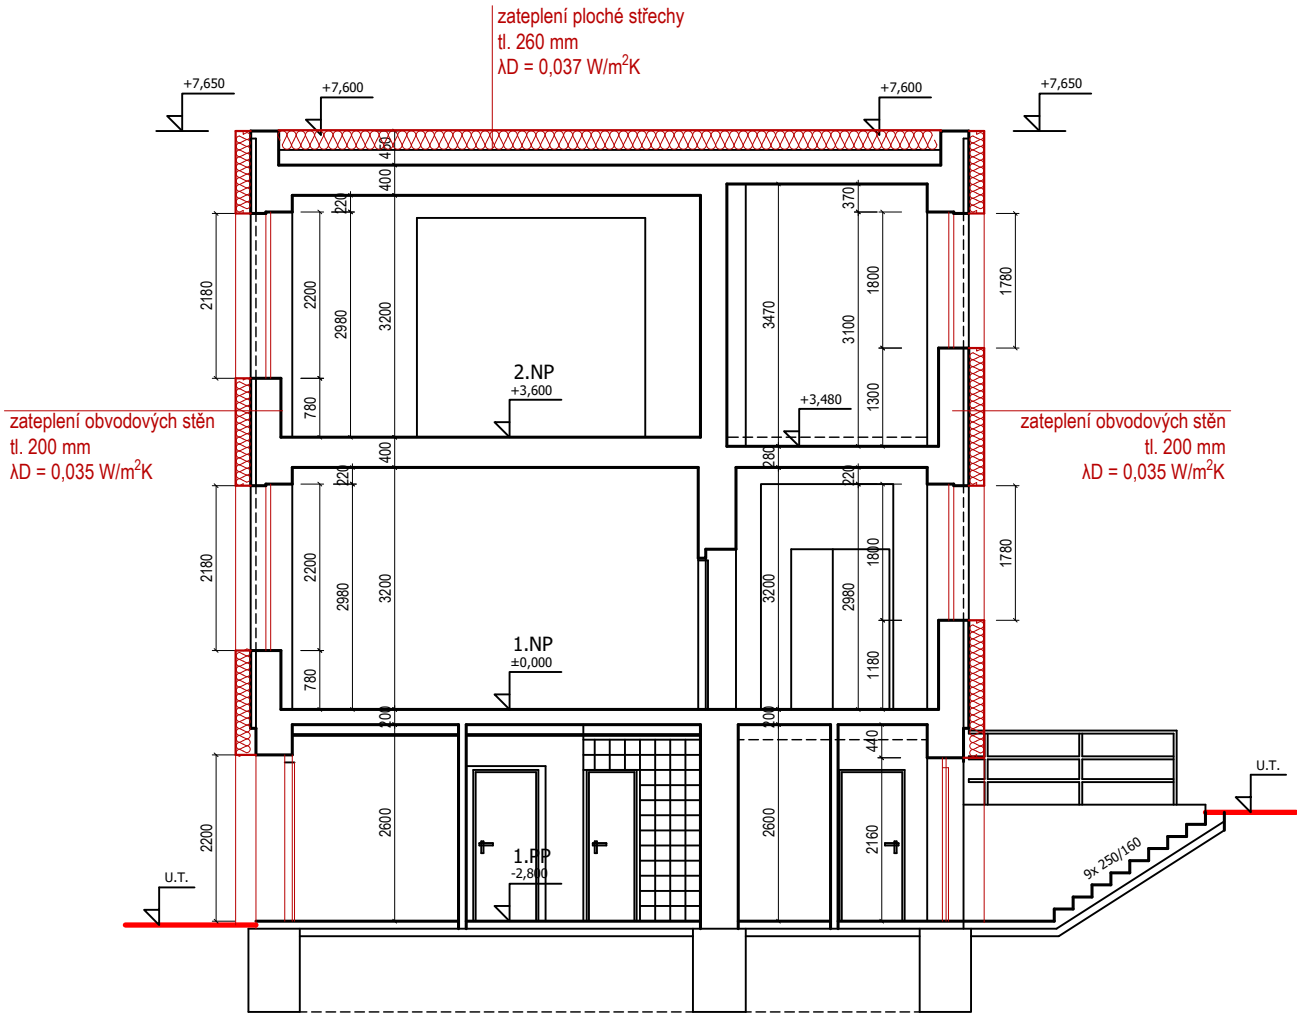 zateplení ploché střechy
tl. 260 mm
λD = 0,037 W/m²K
+7,650
+7,600
+7,600
+7,650
450
400
220
370
2180
2200
2980
3200
3470
3100
1800
1780
2.NP
+3,600
+3,480
780
1300
zateplení obvodových stěn
tl. 200 mm
λD = 0,035 W/m²K
zateplení obvodových stěn
tl. 200 mm
λD = 0,035 W/m²K
400
280
220
220
2180
2200
2980
3200
3200
2980
1800
1780
1.NP
±0,000
780
1180
200
200
440
U.T.
2200
2600
2600
2160
9x 250/160
1.PP
-2,800
U.T.